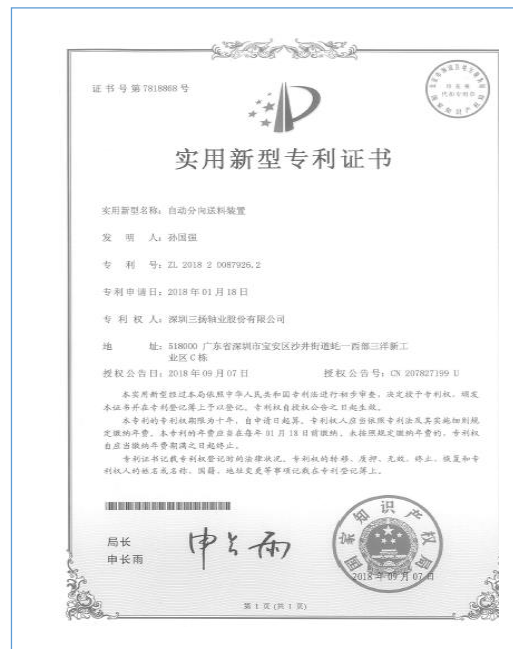 证书号第7818868号
实用新型专利证书
实用新型名称：自动分向送料装置
发 明 人：孙国强
专 利 号：ZL 2018 2 0087926.2
专利申请日：2018年01月18日
专 利 权 人：深圳三扬轴业股份有限公司
地 址：518000 广东省深圳市宝安区沙井街道蚝一西部三洋新工
业区C栋
授权公告日：2018年09月07日 授权公告号：CN 207827199 U
本实用新型经过本局依照中华人民共和国专利法进行初步审查，决定授予专利权，颁发
本证书并在专利登记簿上予以登记。专利权自授权公告之日起生效。
本专利的专利权期限为十年，自申请日起算。专利权人应当依照专利法及其实施细则规
定缴纳年费。本专利的年费应当在每年01月18日前缴纳。未按照规定缴纳年费的，专利权
自应当缴纳年费期满之日起终止。
专利证书记载专利权登记时的法律状况。专利权的转移、质押、无效、终止、恢复和专
利权人的姓名或名称、国籍、地址变更等事项记载在专利登记簿上。
局长
申长雨
申长雨
国家知识产权局
2018年09月07日
第1页(共1页)